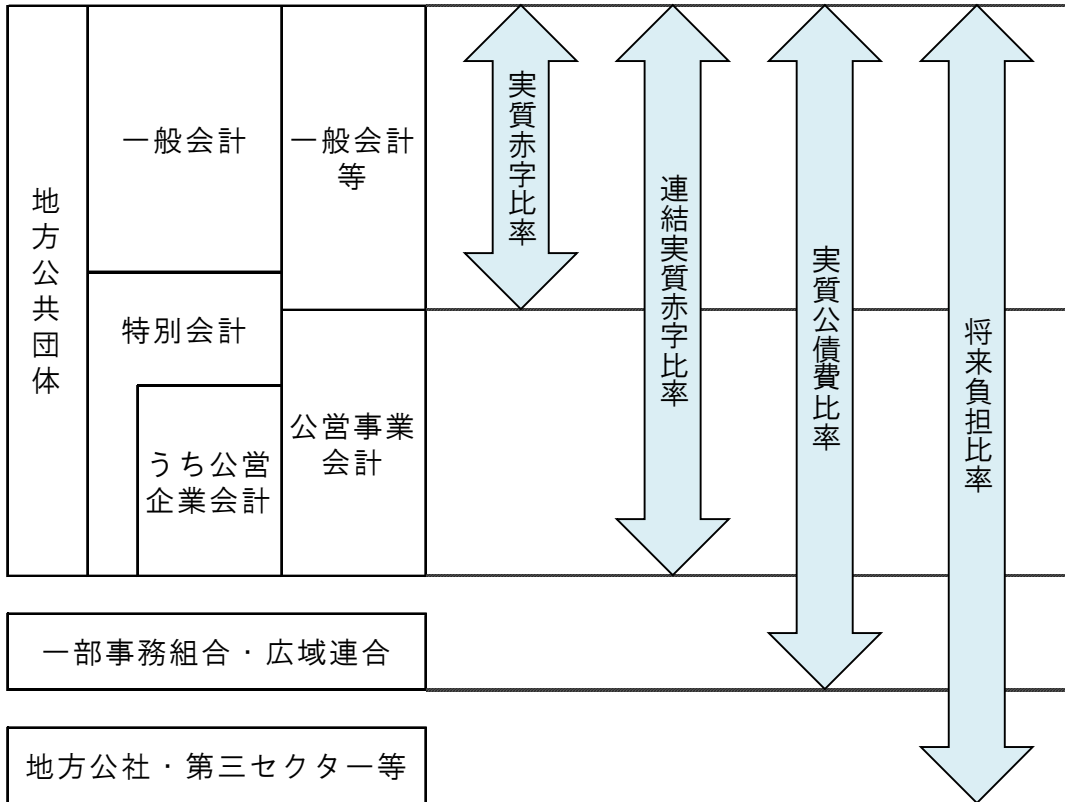 地方公共団体
一般会計
一般会計
等
特別会計
うち公営
企業会計
公営事業
会計
実質赤字比率
連結実質赤字比率
実質公債費比率
将来負担比率
一部事務組合・広域連合
地方公社・第三セクター等